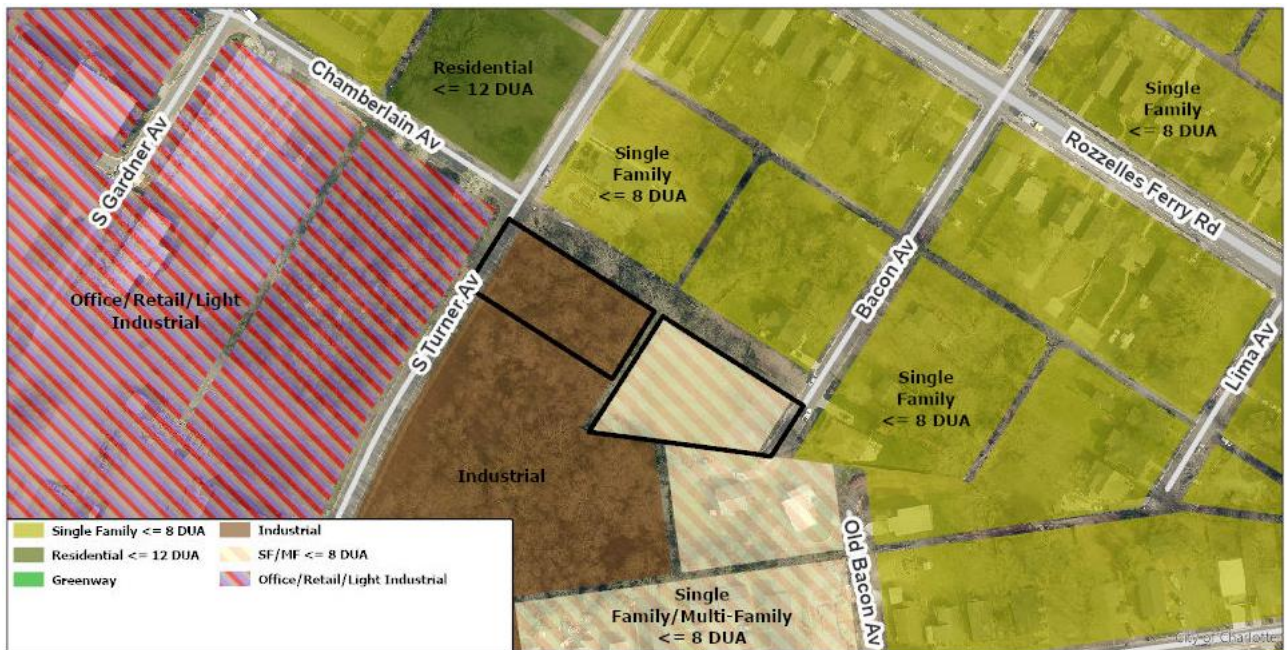 Residential
<= 12 DUA
Chamberlain Av
S Gardner Av
Single
Family
<= 8 DUA
Rozzelles Ferry Rd
Single
Family
<= 8 DUA
Office/Retail/Light
Industrial
S Turner Av
Bacon Av
Lima Av
Single
Family
<= 8 DUA
Industrial
Single Family <= 8 DUA
Industrial
Residential <= 12 DUA
SF/MF <= 8 DUA
Greenway
Office/Retail/Light Industrial
Old Bacon Av
Single
Family/Multi-Family
<= 8 DUA
City of Charlotte